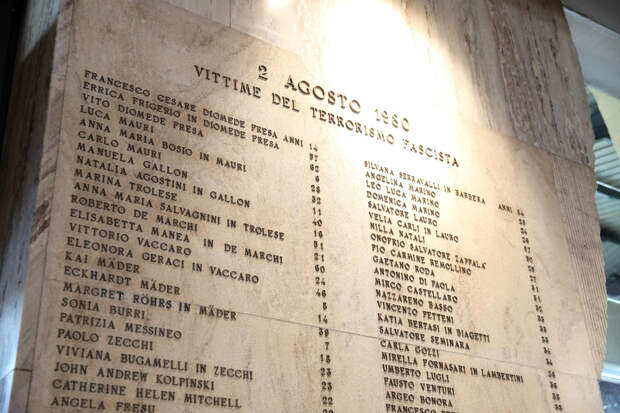 2 AGOSTO 1980
VITTIME DEL TERRORISMO FASCISTA
FRANCESCO CESARE DIOMEDE FRESA ANNI 14
ERRICA FRIGERIO IN DIOMEDE FRESA 57
VITO DIOMEDE FRESA 62
LUCA MAURI 6
ANNA MARIA BOSIO IN MAURI 28
CARLO MAURI 32
MANUELA GALLON 11
NATALIA AGOSTINI IN GALLON 40
MARINA TROLESE 16
ANNA MARIA SALVAGNINI IN TROLESE 51
ROBERTO DE MARCHI 21
ELISABETTA MANEA IN DE MARCHI 60
VITTORIO VACCARO 24
ELEONORA GERACI IN VACCARO 46
KAI MÄDER 8
ECKHARDT MÄDER 14
MARGRET RÖHRS IN MÄDER 39
SONIA BURRI 7
PATRIZIA MESSINEO 18
PAOLO ZECCHI 23
VIVIANA BUGAMELLI IN ZECCHI 23
JOHN ANDREW KOLPINSKI 22
CATHERINE HELEN MITCHELL 22
ANGELA FRESU
SILVANA SERRAVALLI IN BARBERA ANNI 34
ANGELINA MARINO
LEO LUCA MARINO
DOMENICA MARINO
SALVATORE LAURO
VELIA CARLI IN LAURO
NILLA NATALI
ONOFRIO SALVATORE ZAPPALÀ
PIO CARMINE REMOLLINO
GAETANO RODA
ANTONINO DI PAOLA
MIRCO CASTELLARO
NAZZARENO BASSO
VINCENZO PETTENI
KATIA BERTASI IN BIAGETTI
SALVATORE SEMINARA
CARLA GOZZI
MIRELLA FORNASARI IN LAMBERTINI
UMBERTO LUGLI
FAUSTO VENTURI
ARGEO BONORA